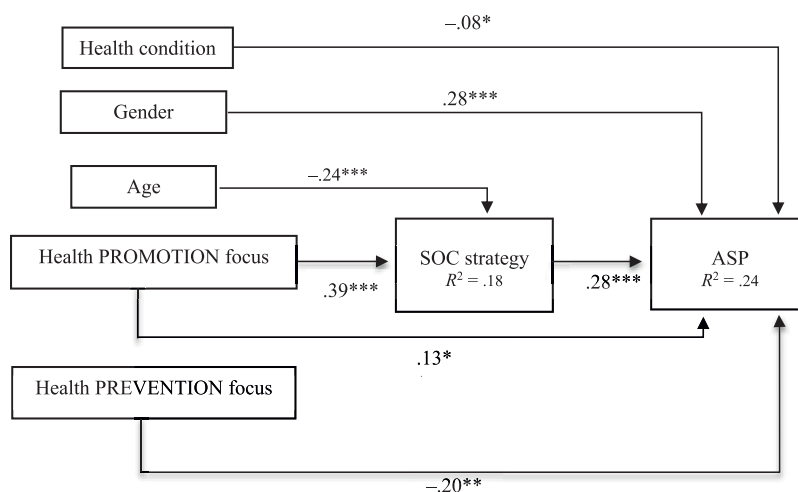 –.08*
Health condition
.28***
Gender
–.24***
Age
Health PROMOTION focus
SOC strategy
R² = .18
ASP
R² = .24
.39***
.28***
.13*
Health PREVENTION focus
–.20**